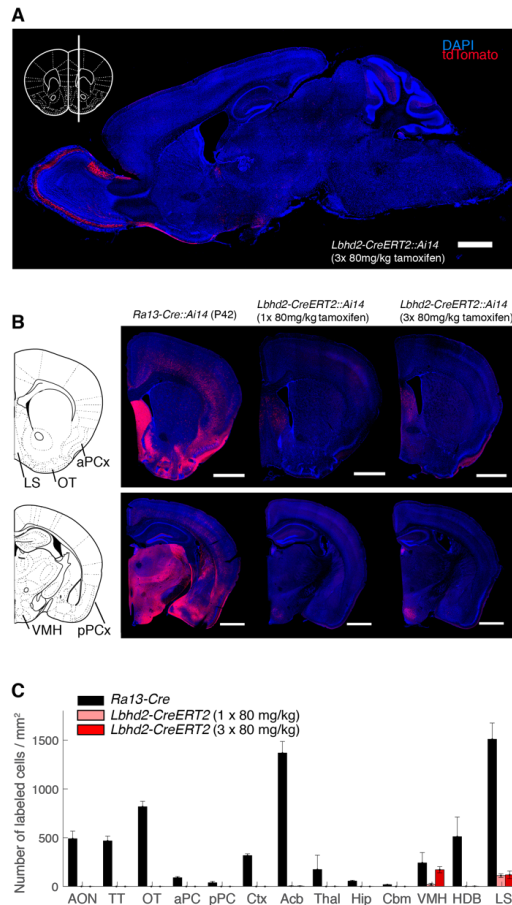 A
DAPI
tdTomato
Lbhd2-CreERT2::Ai14
(3x 80mg/kg tamoxifen)
B
Ra13-Cre::Ai14 (P42)
Lbhd2-CreERT2::Ai14
(1x 80mg/kg tamoxifen)
Lbhd2-CreERT2::Ai14
(3x 80mg/kg tamoxifen)
aPCx
LS OT
VMH pPCx
C
Ra13-Cre
Lbhd2-CreERT2 (1 x 80 mg/kg)
Lbhd2-CreERT2 (3 x 80 mg/kg)
Number of labeled cells / mm²
1500
1000
500
0
AON TT OT aPC pPC Ctx Acb Thal Hip Cbm VMH HDB LS